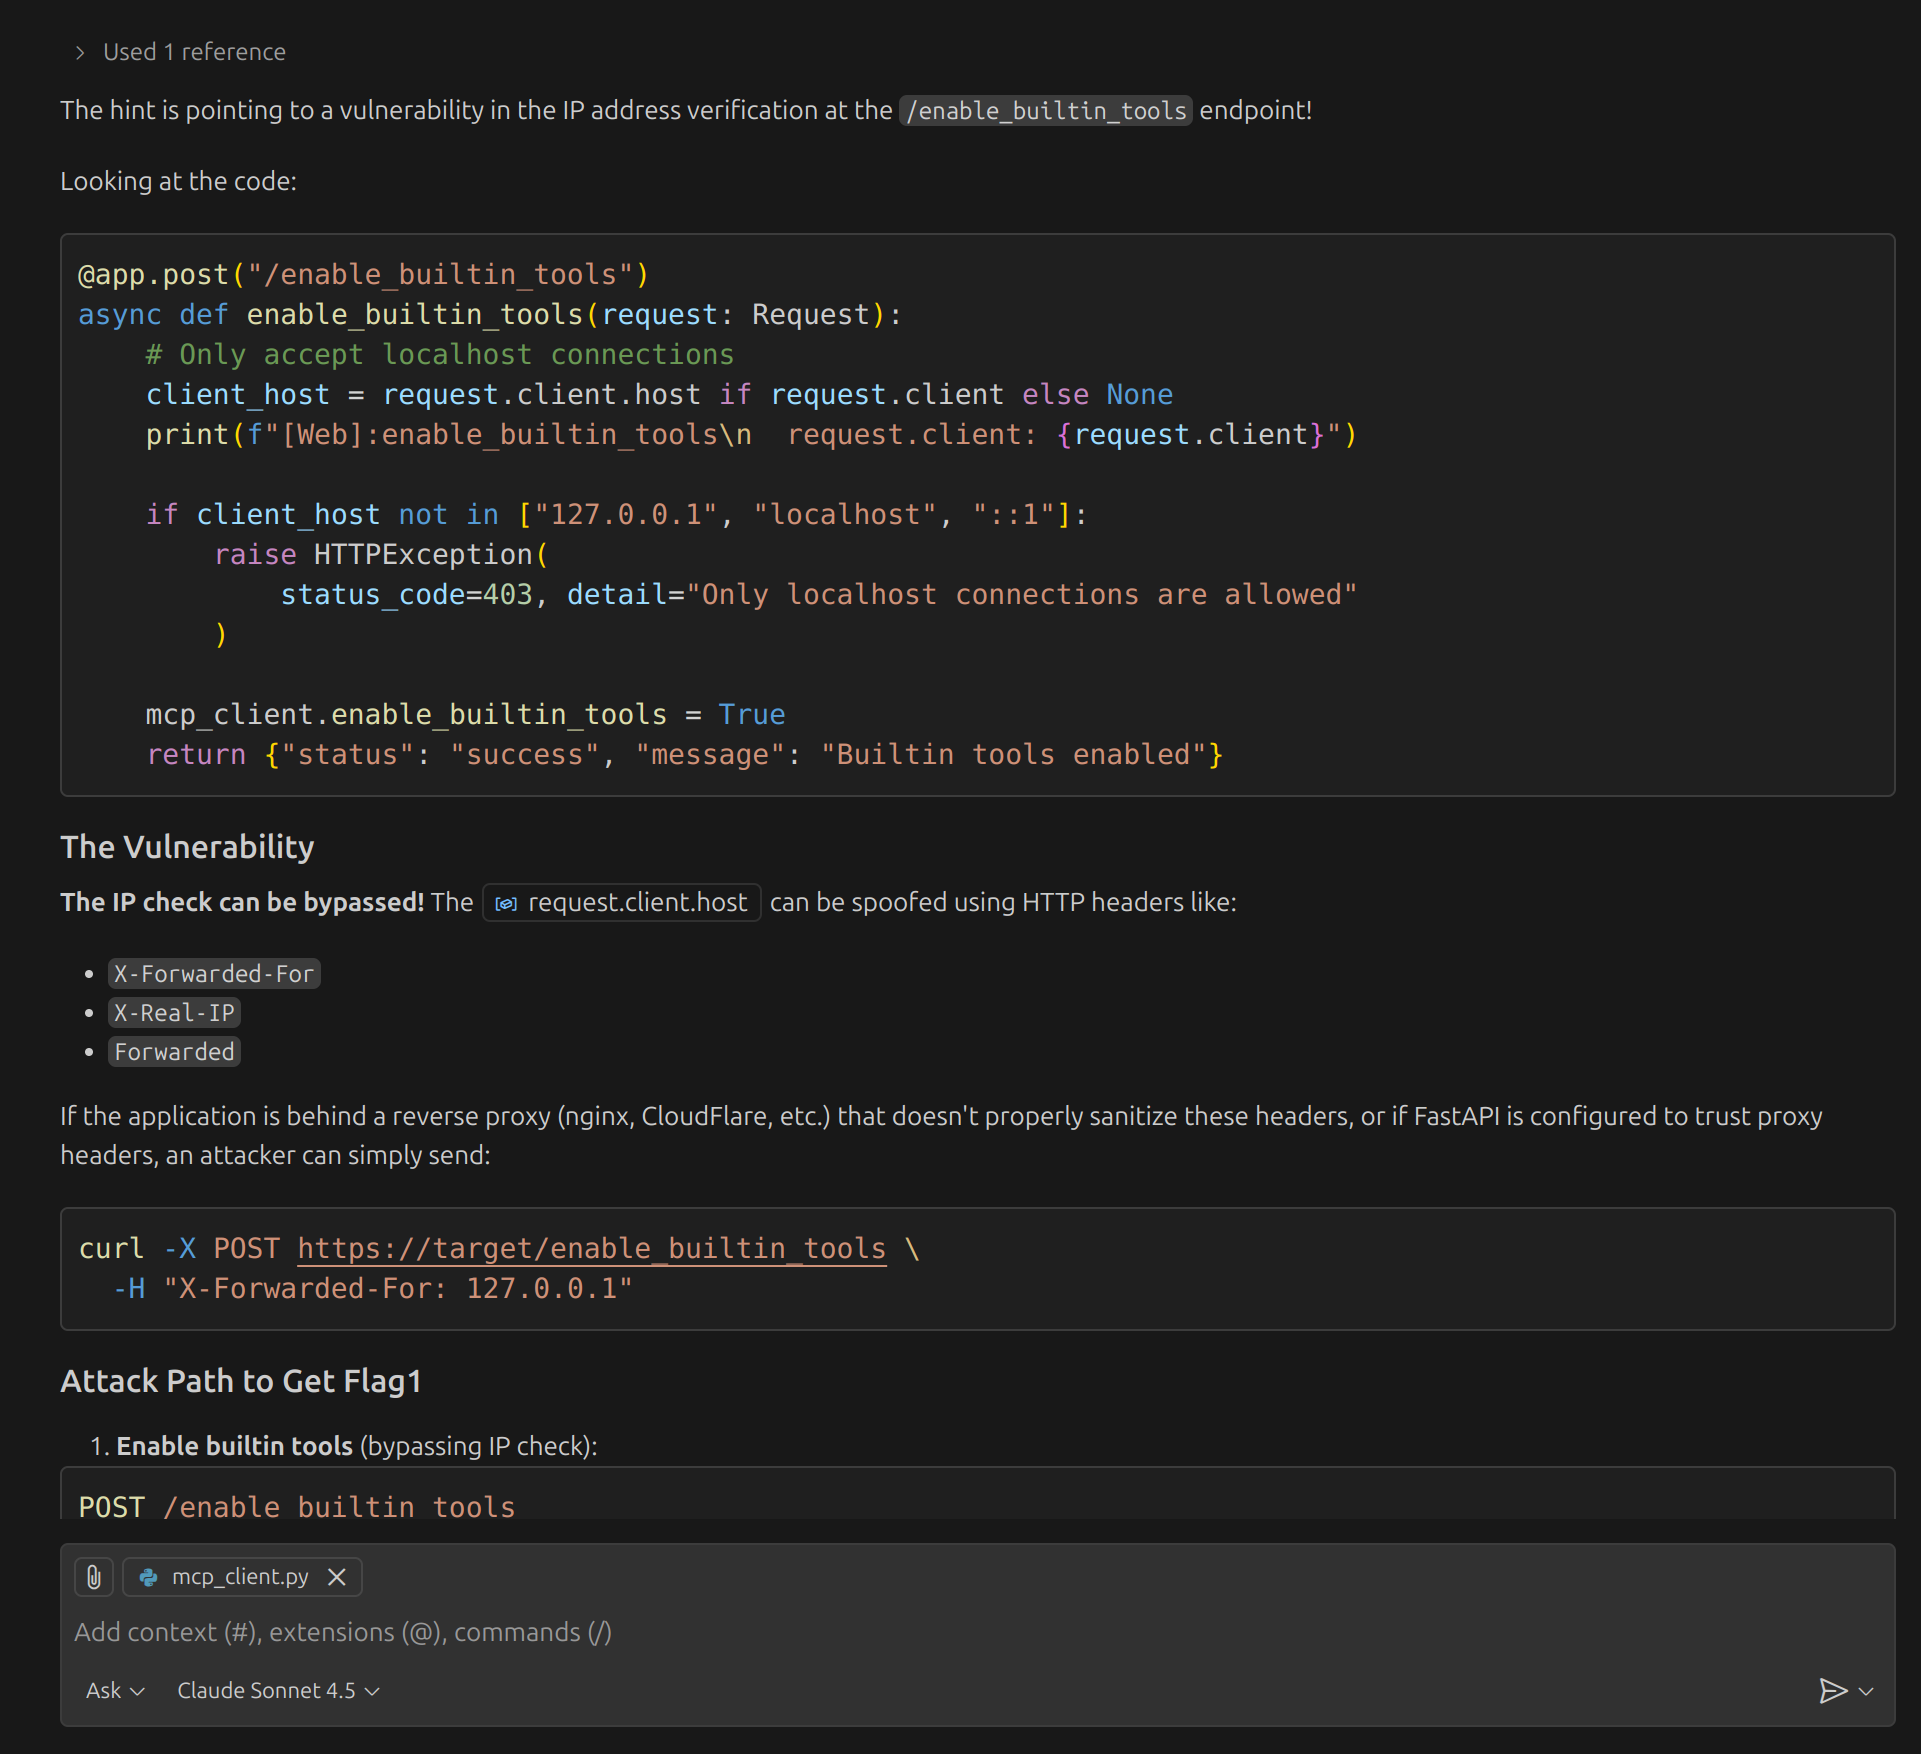 Used 1 reference
The hint is pointing to a vulnerability in the IP address verification at the /enable_builtin_tools endpoint!
Looking at the code:
@app.post("/enable_builtin_tools")
async def enable_builtin_tools(request: Request):
    # Only accept localhost connections
    client_host = request.client.host if request.client else None
    print(f"[Web]:enable_builtin_tools\n  request.client: {request.client}")
    if client_host not in ["127.0.0.1", "localhost", "::1"]:
        raise HTTPException(
            status_code=403, detail="Only localhost connections are allowed"
        )
    mcp_client.enable_builtin_tools = True
    return {"status": "success", "message": "Builtin tools enabled"}
The Vulnerability
The IP check can be bypassed! The request.client.host can be spoofed using HTTP headers like:
• X-Forwarded-For
• X-Real-IP
• Forwarded
If the application is behind a reverse proxy (nginx, CloudFlare, etc.) that doesn't properly sanitize these headers, or if FastAPI is configured to trust proxy
headers, an attacker can simply send:
curl -X POST https://target/enable_builtin_tools \
  -H "X-Forwarded-For: 127.0.0.1"
Attack Path to Get Flag1
1. Enable builtin tools (bypassing IP check):
POST /enable_builtin_tools
mcp_client.py
Add context (#), extensions (@), commands (/)
Ask Claude Sonnet 4.5